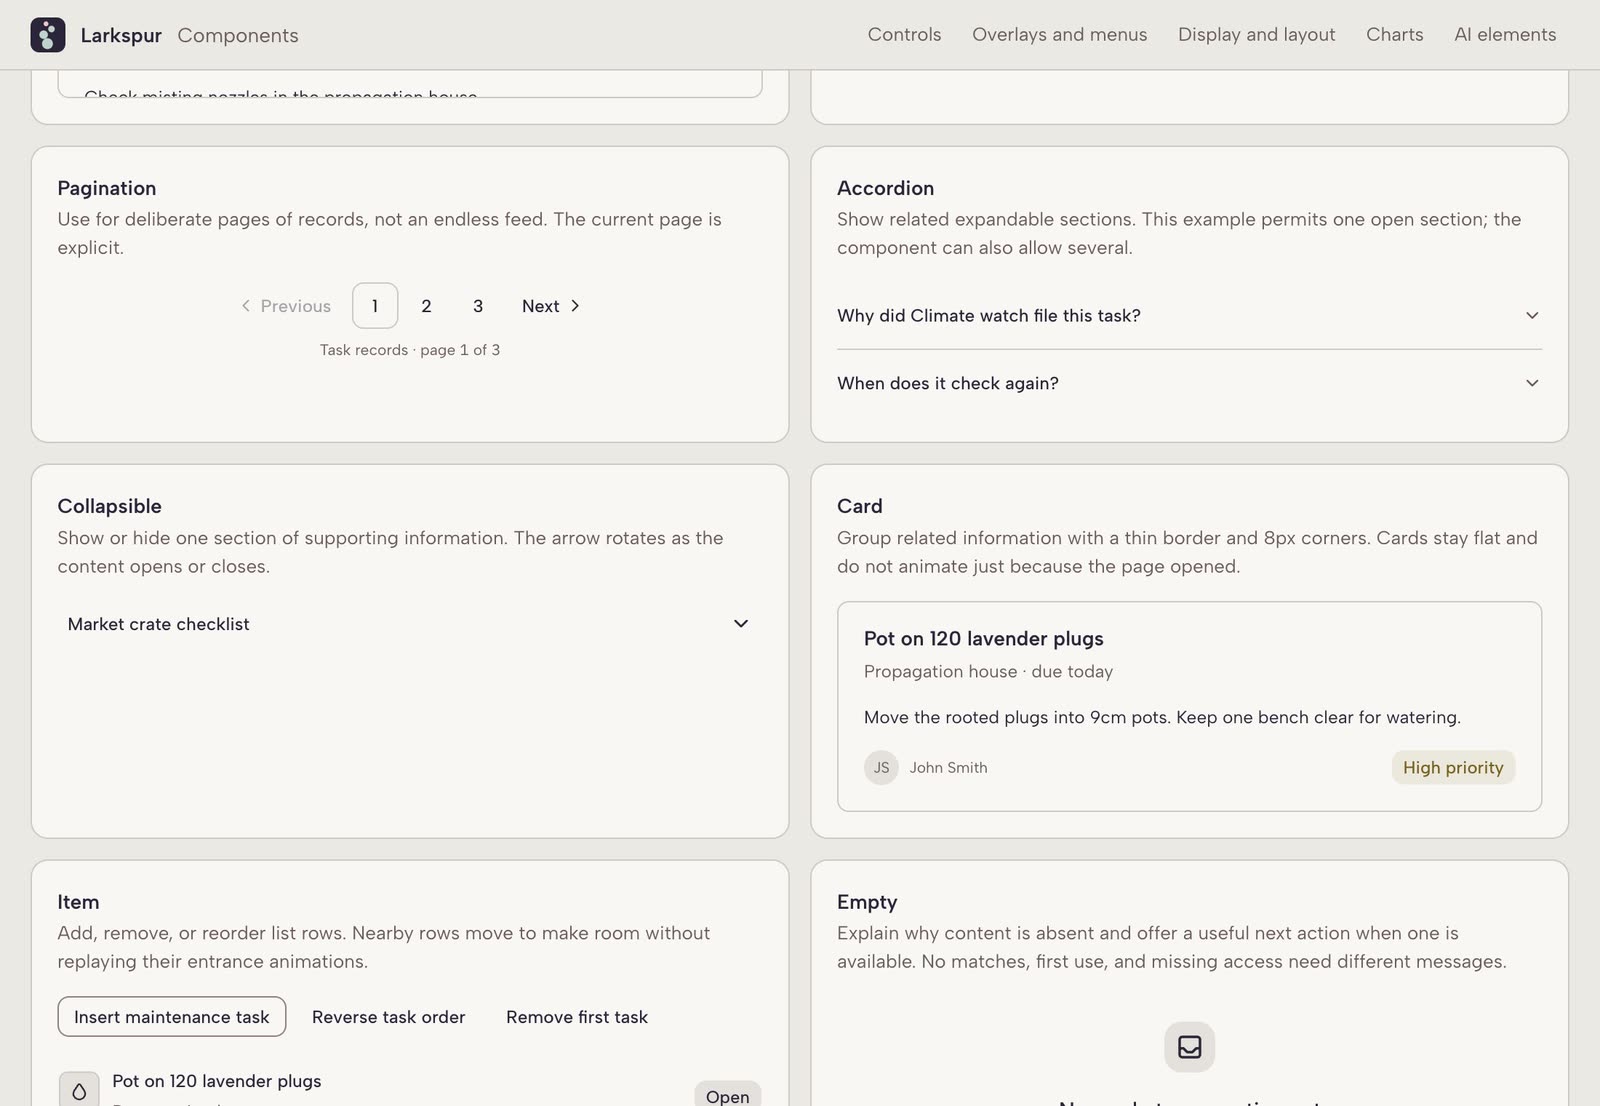 Larkspur Components
Controls
Overlays and menus
Display and layout
Charts
AI elements
Check misting nozzles in the propagation house
Pagination
Use for deliberate pages of records, not an endless feed. The current page is
explicit.
Previous
1
2
3
Next
Task records · page 1 of 3
Accordion
Show related expandable sections. This example permits one open section; the
component can also allow several.
Why did Climate watch file this task?
When does it check again?
Collapsible
Show or hide one section of supporting information. The arrow rotates as the
content opens or closes.
Market crate checklist
Card
Group related information with a thin border and 8px corners. Cards stay flat and
do not animate just because the page opened.
Pot on 120 lavender plugs
Propagation house · due today
Move the rooted plugs into 9cm pots. Keep one bench clear for watering.
JS
John Smith
High priority
Item
Add, remove, or reorder list rows. Nearby rows move to make room without
replaying their entrance animations.
Insert maintenance task
Reverse task order
Remove first task
Pot on 120 lavender plugs
Open
Empty
Explain why content is absent and offer a useful next action when one is
available. No matches, first use, and missing access need different messages.